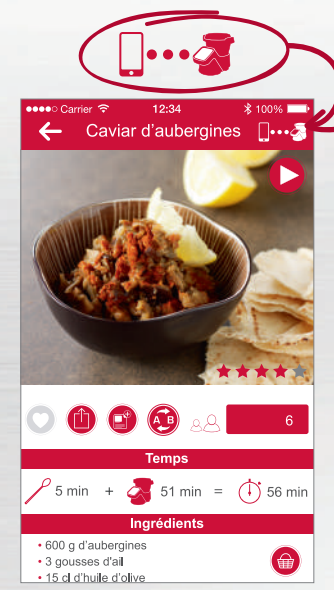 Carrier 12:34 100%
Caviar d'aubergines
A B
6
Temps
5 min + 51 min = 56 min
Ingrédients
• 600 g d'aubergines
• 3 gousses d'ail
• 15 cl d'huile d'olive